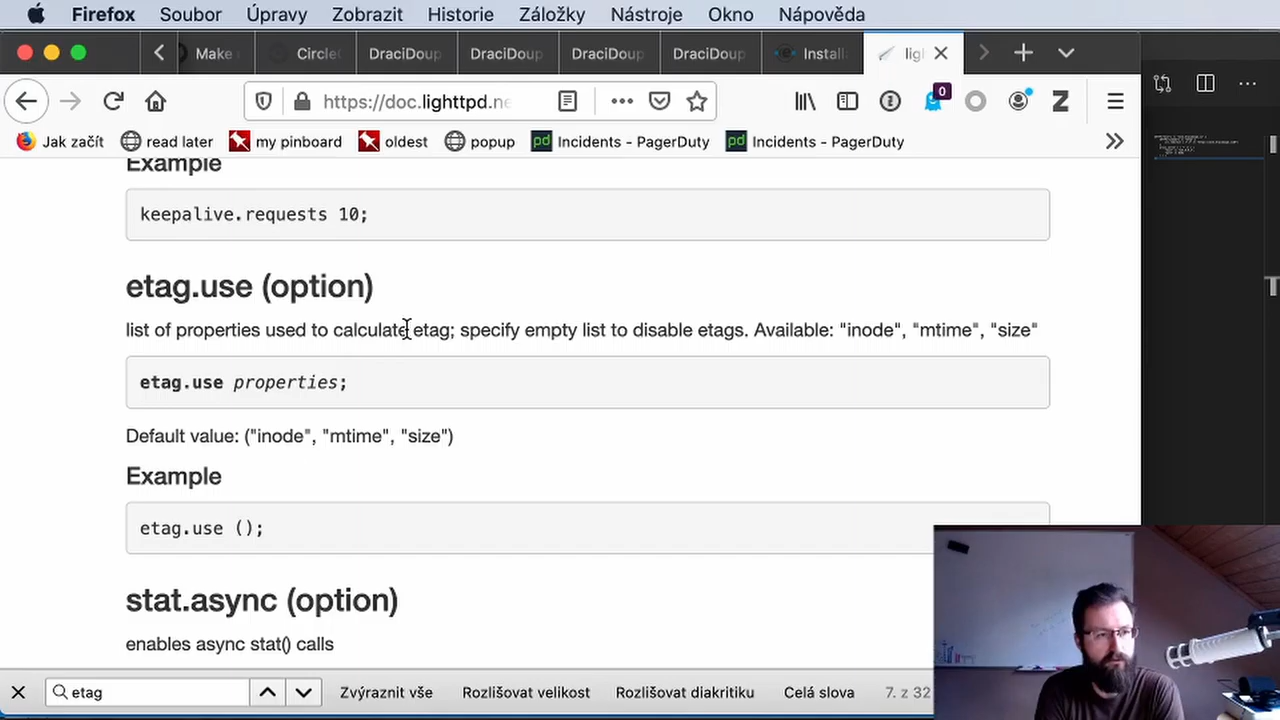 Firefox Soubor Úpravy Zobrazit Historie Záložky Nástroje Okno Nápověda
Make CircleC DraciDoup DraciDoup DraciDoup DraciDoup Install lig
https://doc.lighttpd.ne 0
Jak začít read later my pinboard oldest popup Incidents - PagerDuty Incidents - PagerDuty
Example
keepalive.requests 10;
etag.use (option)
list of properties used to calculate etag; specify empty list to disable etags. Available: "inode", "mtime", "size"
etag.use properties;
Default value: ("inode", "mtime", "size")
Example
etag.use ();
stat.async (option)
enables async stat() calls
etag Zvýraznit vše Rozlišovat velikost Rozlišovat diakritiku Celá slova 7. z 32